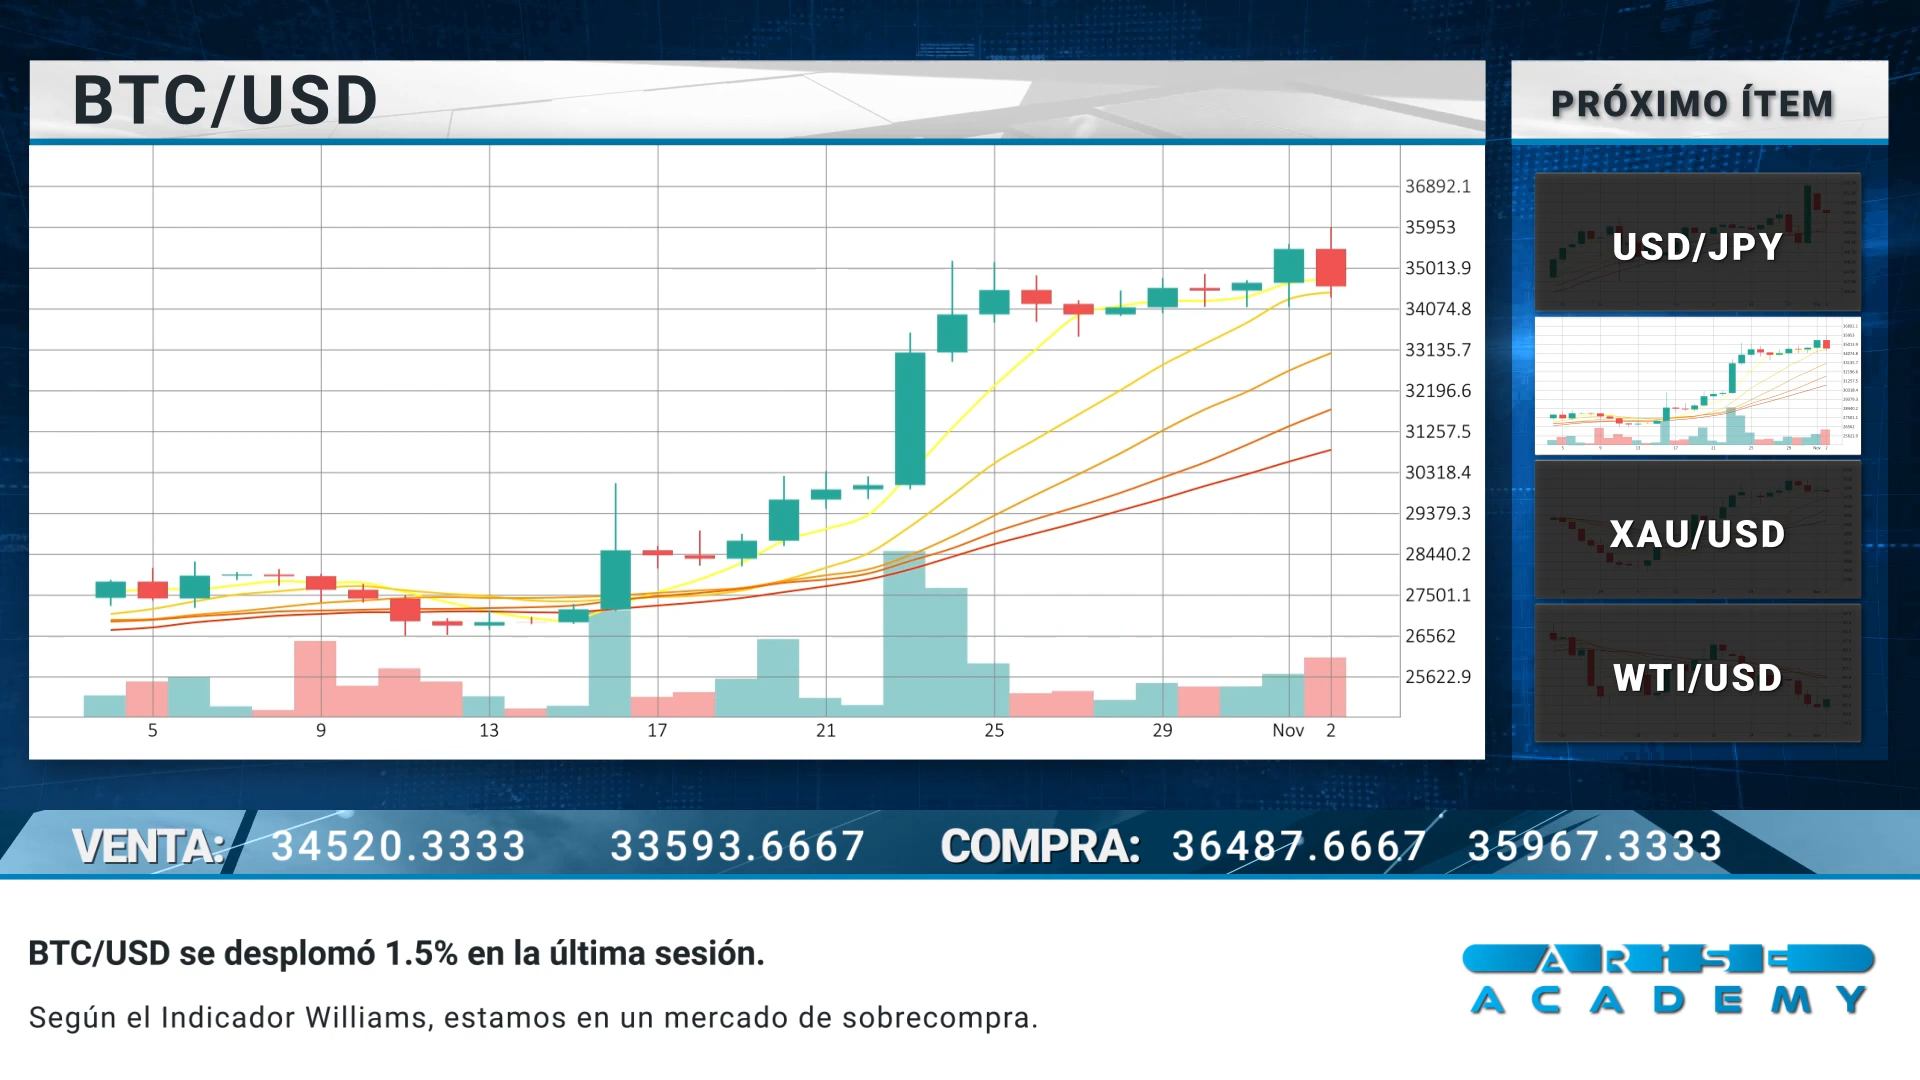 BTC/USD
PRÓXIMO ÍTEM
36892.1
35953
35013.9
34074.8
33135.7
32196.6
31257.5
30318.4
29379.3
28440.2
27501.1
26562
25622.9
5 9 13 17 21 25 29 Nov 2
USD/JPY
XAU/USD
WTI/USD
VENTA: 34520.3333 33593.6667 COMPRA: 36487.6667 35967.3333
BTC/USD se desplomó 1.5% en la última sesión.
Según el Indicador Williams, estamos en un mercado de sobrecompra.
ARISE
ACADEMY